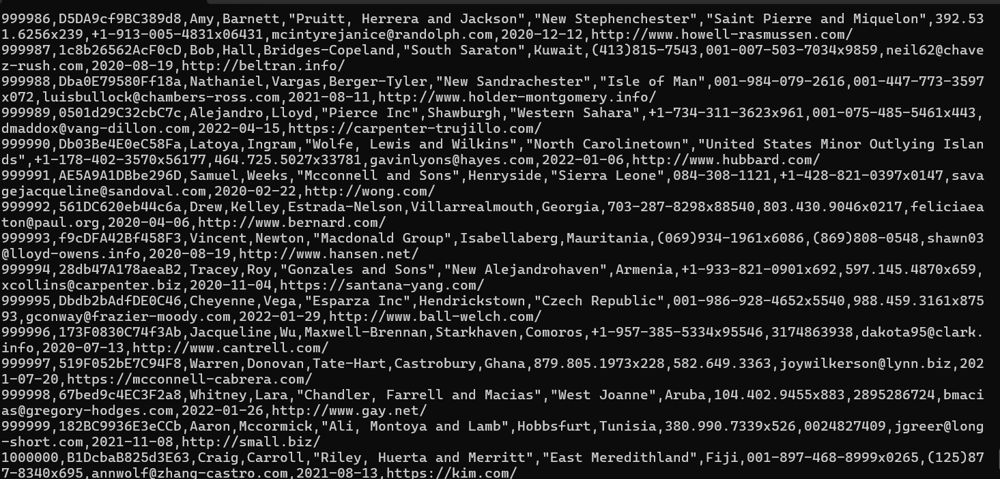 999986,D5DA9cf9BC389d8,Amy,Barnett,"Pruitt, Herrera and Jackson","New Stephenchester","Saint Pierre and Miquelon",392.53
1.6256x239,+1-913-005-4831x06431,mcintyrejanice@randolph.com,2020-12-12,http://www.howell-rasmussen.com/
999987,1c8b26562AcF0cD,Bob,Hall,Bridges-Copeland,"South Saraton",Kuwait,(413)815-7543,001-007-503-7034x9859,neil62@chave
z-rush.com,2020-08-19,http://beltran.info/
999988,Dba0E79580Ff18a,Nathaniel,Vargas,Berger-Tyler,"New Sandrachester","Isle of Man",001-984-079-2616,001-447-773-3597
x072,luisbullock@chambers-ross.com,2021-08-11,http://www.holder-montgomery.info/
999989,0501d29C32cbC7c,Alejandro,Lloyd,"Pierce Inc",Shawburgh,"Western Sahara",+1-734-311-3623x961,001-075-485-5461x443,
dmaddox@vang-dillon.com,2022-04-15,https://carpenter-trujillo.com/
999990,Db03Be4E0eC58Fa,Latoya,Ingram,"Wolfe, Lewis and Wilkins","North Carolinetown","United States Minor Outlying Islan
ds",+1-178-402-3570x56177,464.725.5027x33781,gavinlyons@hayes.com,2022-01-06,http://www.hubbard.com/
999991,AE5A9A1DBbe296D,Samuel,Weeks,"Mcconnell and Sons",Henryside,"Sierra Leone",084-308-1121,+1-428-821-0397x0147,sava
gejacqueline@sandoval.com,2020-02-22,http://wong.com/
999992,561DC620eb44c6a,Drew,Kelley,Estrada-Nelson,Villarrealmouth,Georgia,703-287-8298x88540,803.430.9046x0217,feliciaea
ton@paul.org,2020-04-06,http://www.bernard.com/
999993,f9cDFA42Bf458F3,Vincent,Newton,"Macdonald Group",Isabellaberg,Mauritania,(069)934-1961x6086,(869)808-0548,shawn03
@lloyd-owens.info,2020-08-19,http://www.hansen.net/
999994,28db47A178aeaB2,Tracey,Roy,"Gonzales and Sons","New Alejandrohaven",Armenia,+1-933-821-0901x692,597.145.4870x659,
xcollins@carpenter.biz,2020-11-04,https://santana-yang.com/
999995,Dbdb2bAdfDE0C46,Cheyenne,Vega,"Esparza Inc",Hendrickstown,"Czech Republic",001-986-928-4652x5540,988.459.3161x875
93,gconway@frazier-moody.com,2022-01-29,http://www.ball-welch.com/
999996,173F0830C74f3Ab,Jacqueline,Wu,Maxwell-Brennan,Starkhaven,Comoros,+1-957-385-5334x95546,3174863938,dakota95@clark.
info,2020-07-13,http://www.cantrell.com/
999997,519F052bE7C94F8,Warren,Donovan,Tate-Hart,Castrobury,Ghana,879.805.1973x228,582.649.3363,joywilkerson@lynn.biz,202
1-07-20,https://mcconnell-cabrera.com/
999998,67bed9c4EC3F2a8,Whitney,Lara,"Chandler, Farrell and Macias","West Joanne",Aruba,104.402.9455x883,2895286724,bmaci
as@gregory-hodges.com,2022-01-26,http://www.gay.net/
999999,182BC9936E3eCCb,Aaron,Mccormick,"Ali, Montoya and Lamb",Hobbsfurt,Tunisia,380.990.7339x526,0024827409,jgreer@long
-short.com,2021-11-08,http://small.biz/
1000000,B1DcbaB825d3E63,Craig,Carroll,"Riley, Huerta and Merritt","East Meredithland",Fiji,001-897-468-8999x0265,(125)87
7-8340x695,annwolf@zhang-castro.com,2021-08-13,https://kim.com/